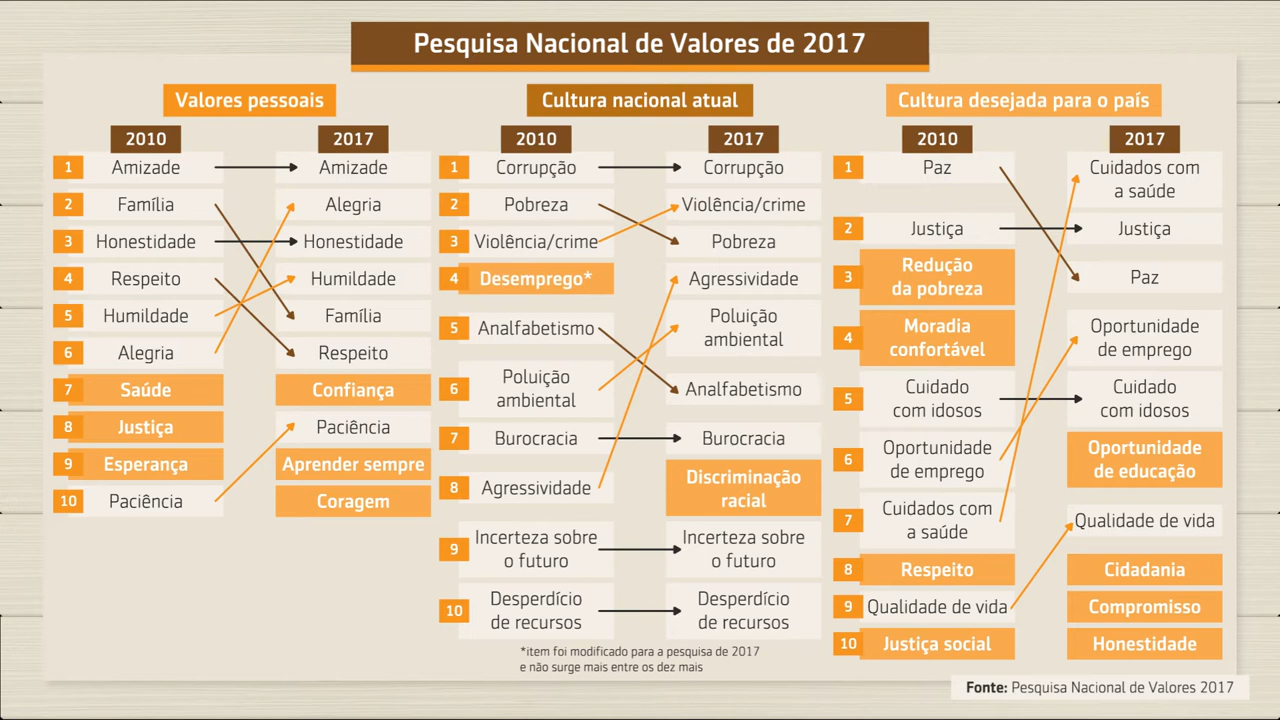 Pesquisa Nacional de Valores de 2017
Valores pessoais
2010
2017
1
Amizade
Amizade
2
Família
Alegria
3
Honestidade
Honestidade
4
Respeito
Humildade
5
Humildade
Família
6
Alegria
Respeito
7
Saúde
Confiança
8
Justiça
Paciência
9
Esperança
Aprender sempre
10
Paciência
Coragem
Cultura nacional atual
2010
2017
1
Corrupção
Corrupção
2
Pobreza
Violência/crime
3
Violência/crime
Pobreza
4
Desemprego*
Agressividade
5
Analfabetismo
Poluição
ambiental
6
Poluição
ambiental
Analfabetismo
7
Burocracia
Burocracia
8
Agressividade
Discriminação
racial
9
Incerteza sobre
o futuro
Incerteza sobre
o futuro
10
Desperdício
de recursos
Desperdício
de recursos
*item foi modificado para a pesquisa de 2017
e não surge mais entre os dez mais
Cultura desejada para o país
2010
2017
1
Paz
Cuidados com
a saúde
2
Justiça
Justiça
3
Redução
da pobreza
Paz
4
Moradia
confortável
Oportunidade
de emprego
5
Cuidado
com idosos
Cuidado
com idosos
6
Oportunidade
de emprego
Oportunidade
de educação
7
Cuidados com
a saúde
Qualidade de vida
8
Respeito
Cidadania
9
Qualidade de vida
Compromisso
10
Justiça social
Honestidade
Fonte: Pesquisa Nacional de Valores 2017